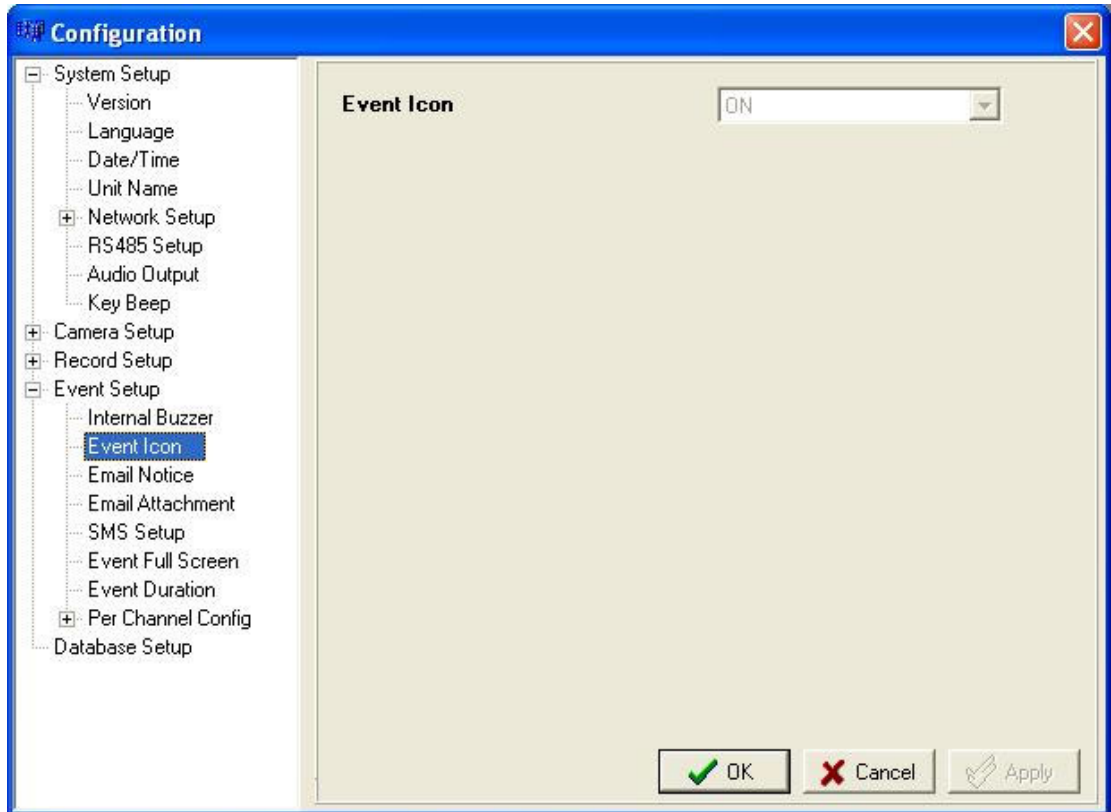 Configuration
System Setup
Version
Language
Date/Time
Unit Name
Network Setup
RS485 Setup
Audio Output
Key Beep
Camera Setup
Record Setup
Event Setup
Internal Buzzer
Event Icon
Email Notice
Email Attachment
SMS Setup
Event Full Screen
Event Duration
Per Channel Config
Database Setup
Event Icon ON
OK Cancel Apply